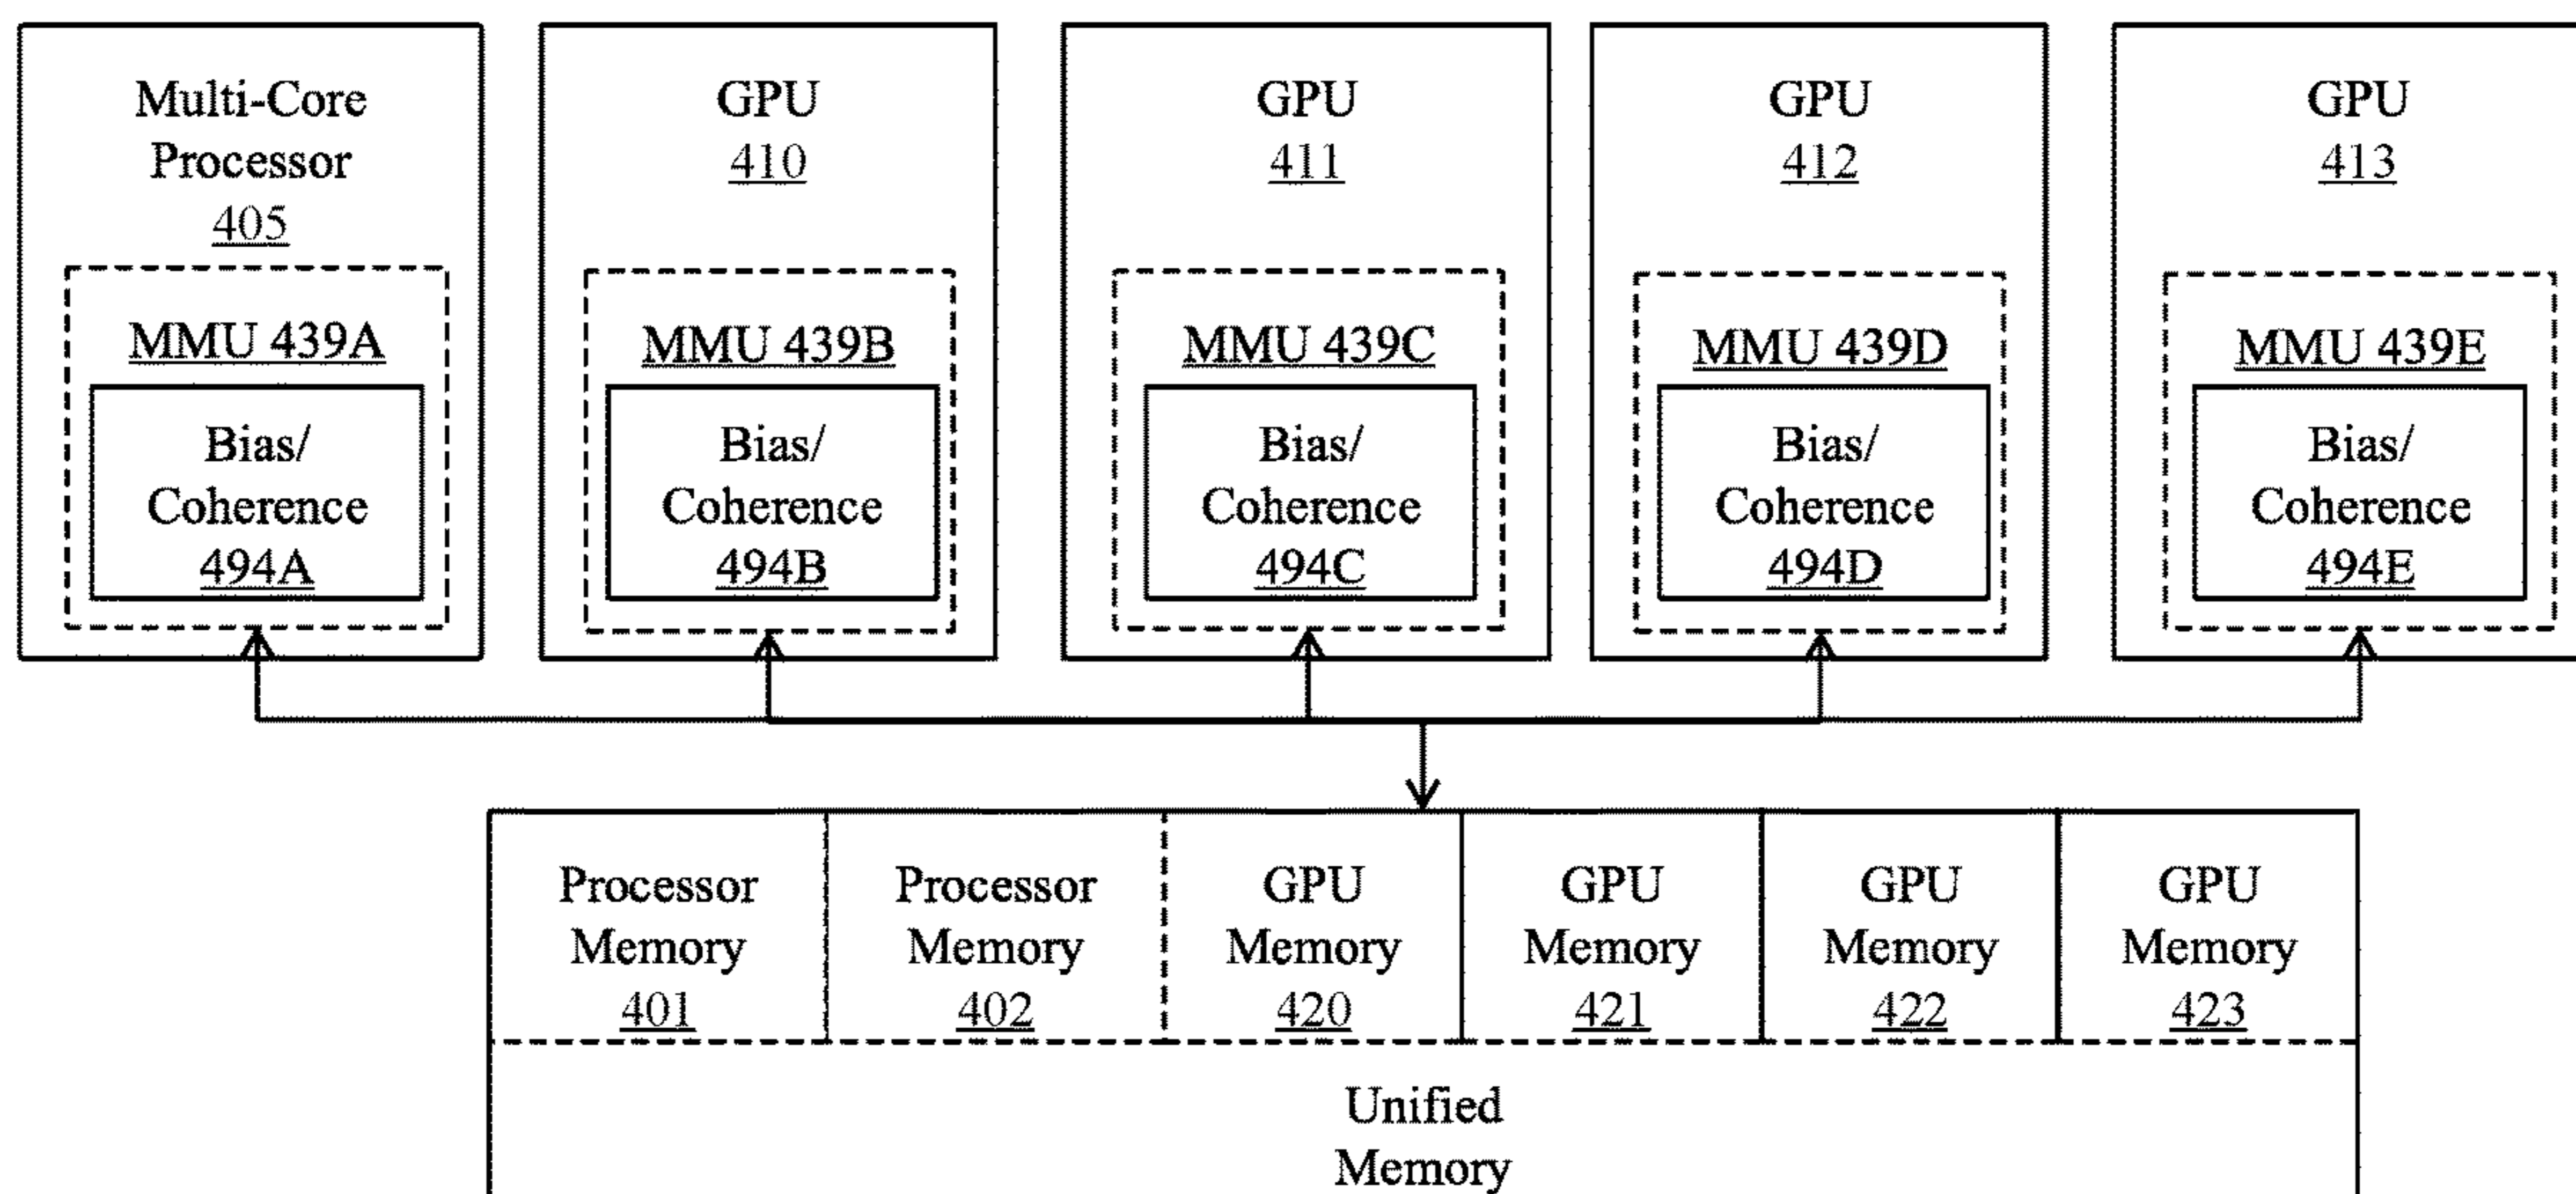 Multi-Core
Processor
405
MMU 439A
Bias/
Coherence
494A
GPU
410
MMU 439B
Bias/
Coherence
494B
GPU
411
MMU 439C
Bias/
Coherence
494C
GPU
412
MMU 439D
Bias/
Coherence
494D
GPU
413
MMU 439E
Bias/
Coherence
494E
Processor
Memory
401
Processor
Memory
402
GPU
Memory
420
GPU
Memory
421
GPU
Memory
422
GPU
Memory
423
Unified
Memory